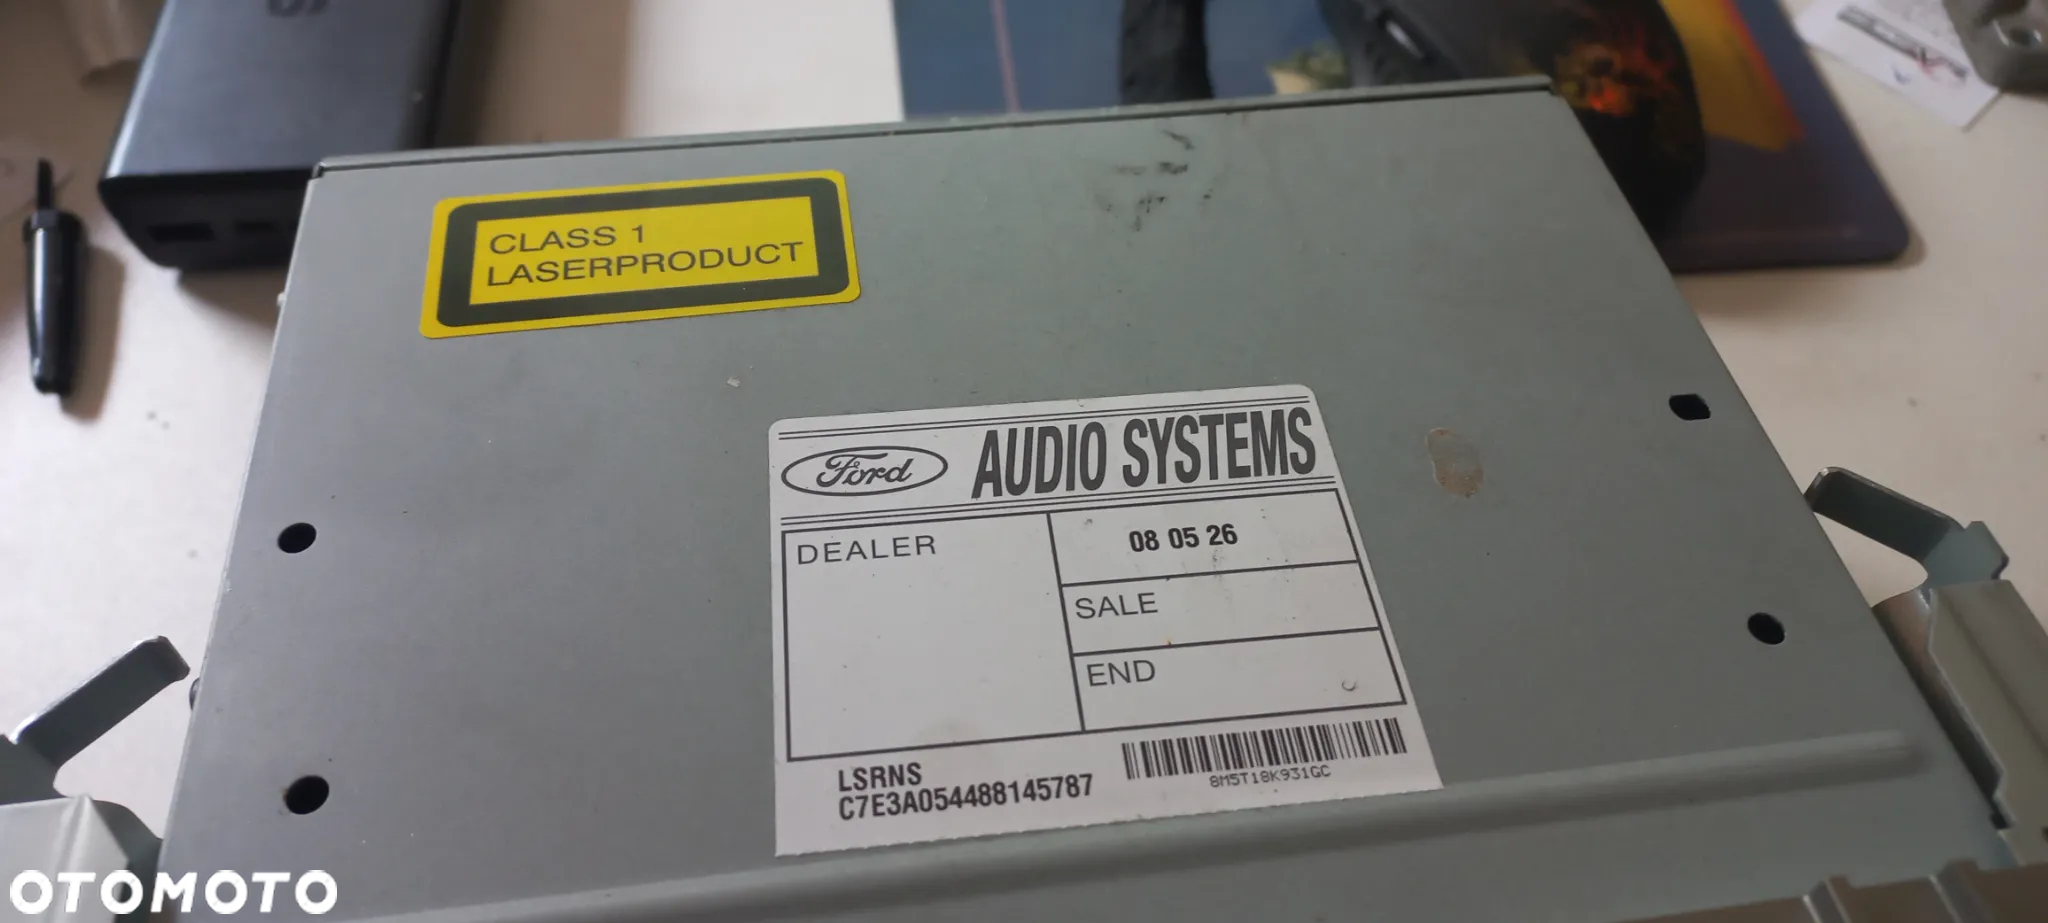 CLASS 1
LASERPRODUCT
Ford AUDIO SYSTEMS
DEALER
08 05 26
SALE
END
LSRNS
C7E3A054488145787
8M5T18K931GC
OTOMOTO